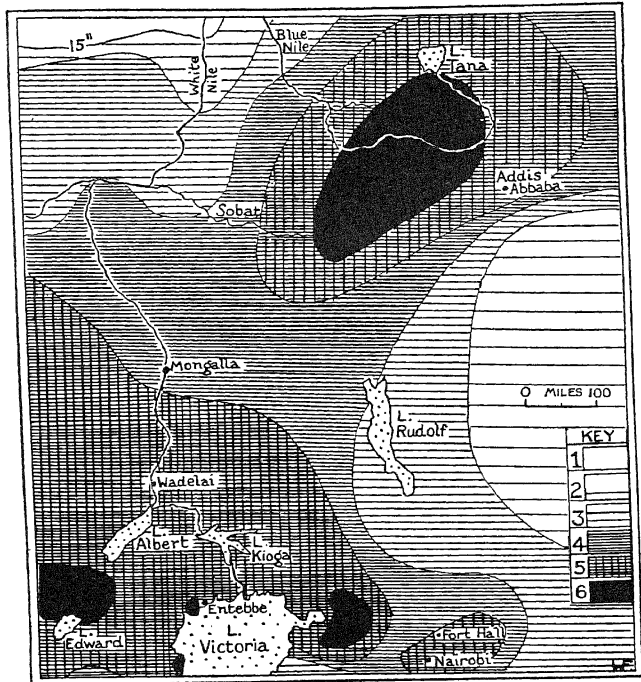 15"
White
Nile
Blue
Nile
L.
Tana
Addis
Abbaba
Sobat
Mongalla
0 MILES 100
L.
Rudolf
KEY
1
2
3
4
5
6
Wadelai
L.
Albert
L.
Kioga
Entebbe
L.
Edward
L.
Victoria
Fort Hall
Nairobi